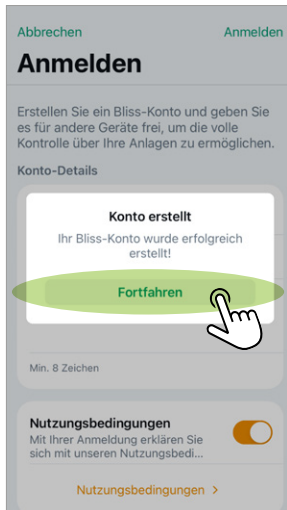 Abbrechen Anmelden
Anmelden
Erstellen Sie ein Bliss-Konto und geben Sie
es für andere Geräte frei, um die volle
Kontrolle über Ihre Anlagen zu ermöglichen.
Konto-Details
Konto erstellt
Ihr Bliss-Konto wurde erfolgreich
erstellt!
Fortfahren
Min. 8 Zeichen
Nutzungsbedingungen
Mit Ihrer Anmeldung erklären Sie
sich mit unseren Nutzungsbedi...
Nutzungsbedingungen >